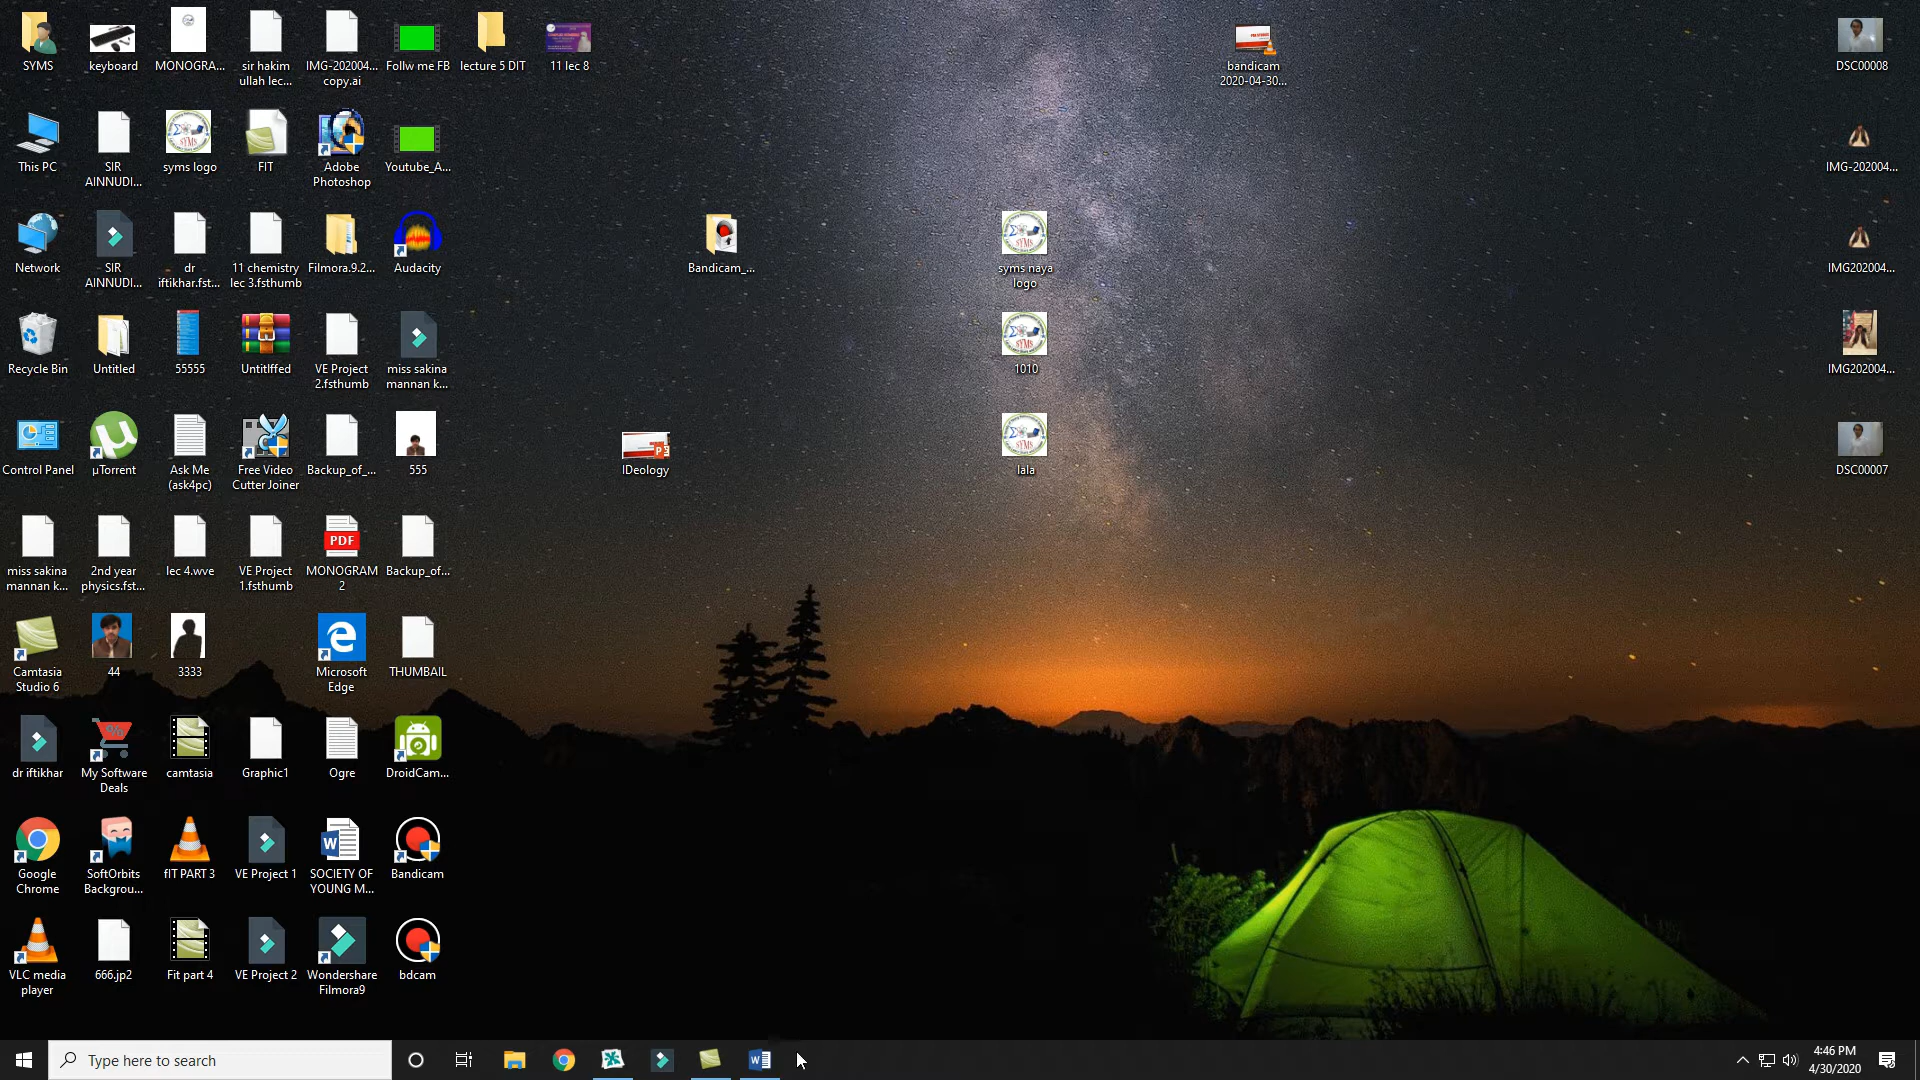 SYMS
keyboard
MONOGRA...
sir hakim
ullah lec...
IMG-202004...
copy.ai
Follw me FB
lecture 5 DIT
11 lec 8
bandicam
2020-04-30...
DSC00008
This PC
SIR
AINNUDI...
syms logo
FIT
Adobe
Photoshop
Youtube_A...
IMG-202004...
Network
SIR
AINNUDI...
dr
iftikhar.fst...
11 chemistry
lec 3.fsthumb
Filmora.9.2...
Audacity
Bandicam_...
syms naya
logo
IMG202004...
Recycle Bin
Untitled
55555
Untitlffed
VE Project
2.fsthumb
miss sakina
mannan k...
1010
IMG202004...
Control Panel
µTorrent
Ask Me
(ask4pc)
Free Video
Cutter Joiner
Backup_of_...
555
IDeology
lala
DSC00007
miss sakina
mannan k...
2nd year
physics.fst...
lec 4.wve
VE Project
1.fsthumb
PDF
MONOGRAM
2
Backup_of...
Camtasia
Studio 6
44
3333
Microsoft
Edge
THUMBAIL
dr iftikhar
My Software
Deals
camtasia
Graphic1
Ogre
DroidCam...
Google
Chrome
SoftOrbits
Backgrou...
fIT PART 3
VE Project 1
SOCIETY OF
YOUNG M...
Bandicam
VLC media
player
666.jp2
Fit part 4
VE Project 2
Wondershare
Filmora9
bdcam
Type here to search
4:46 PM
4/30/2020